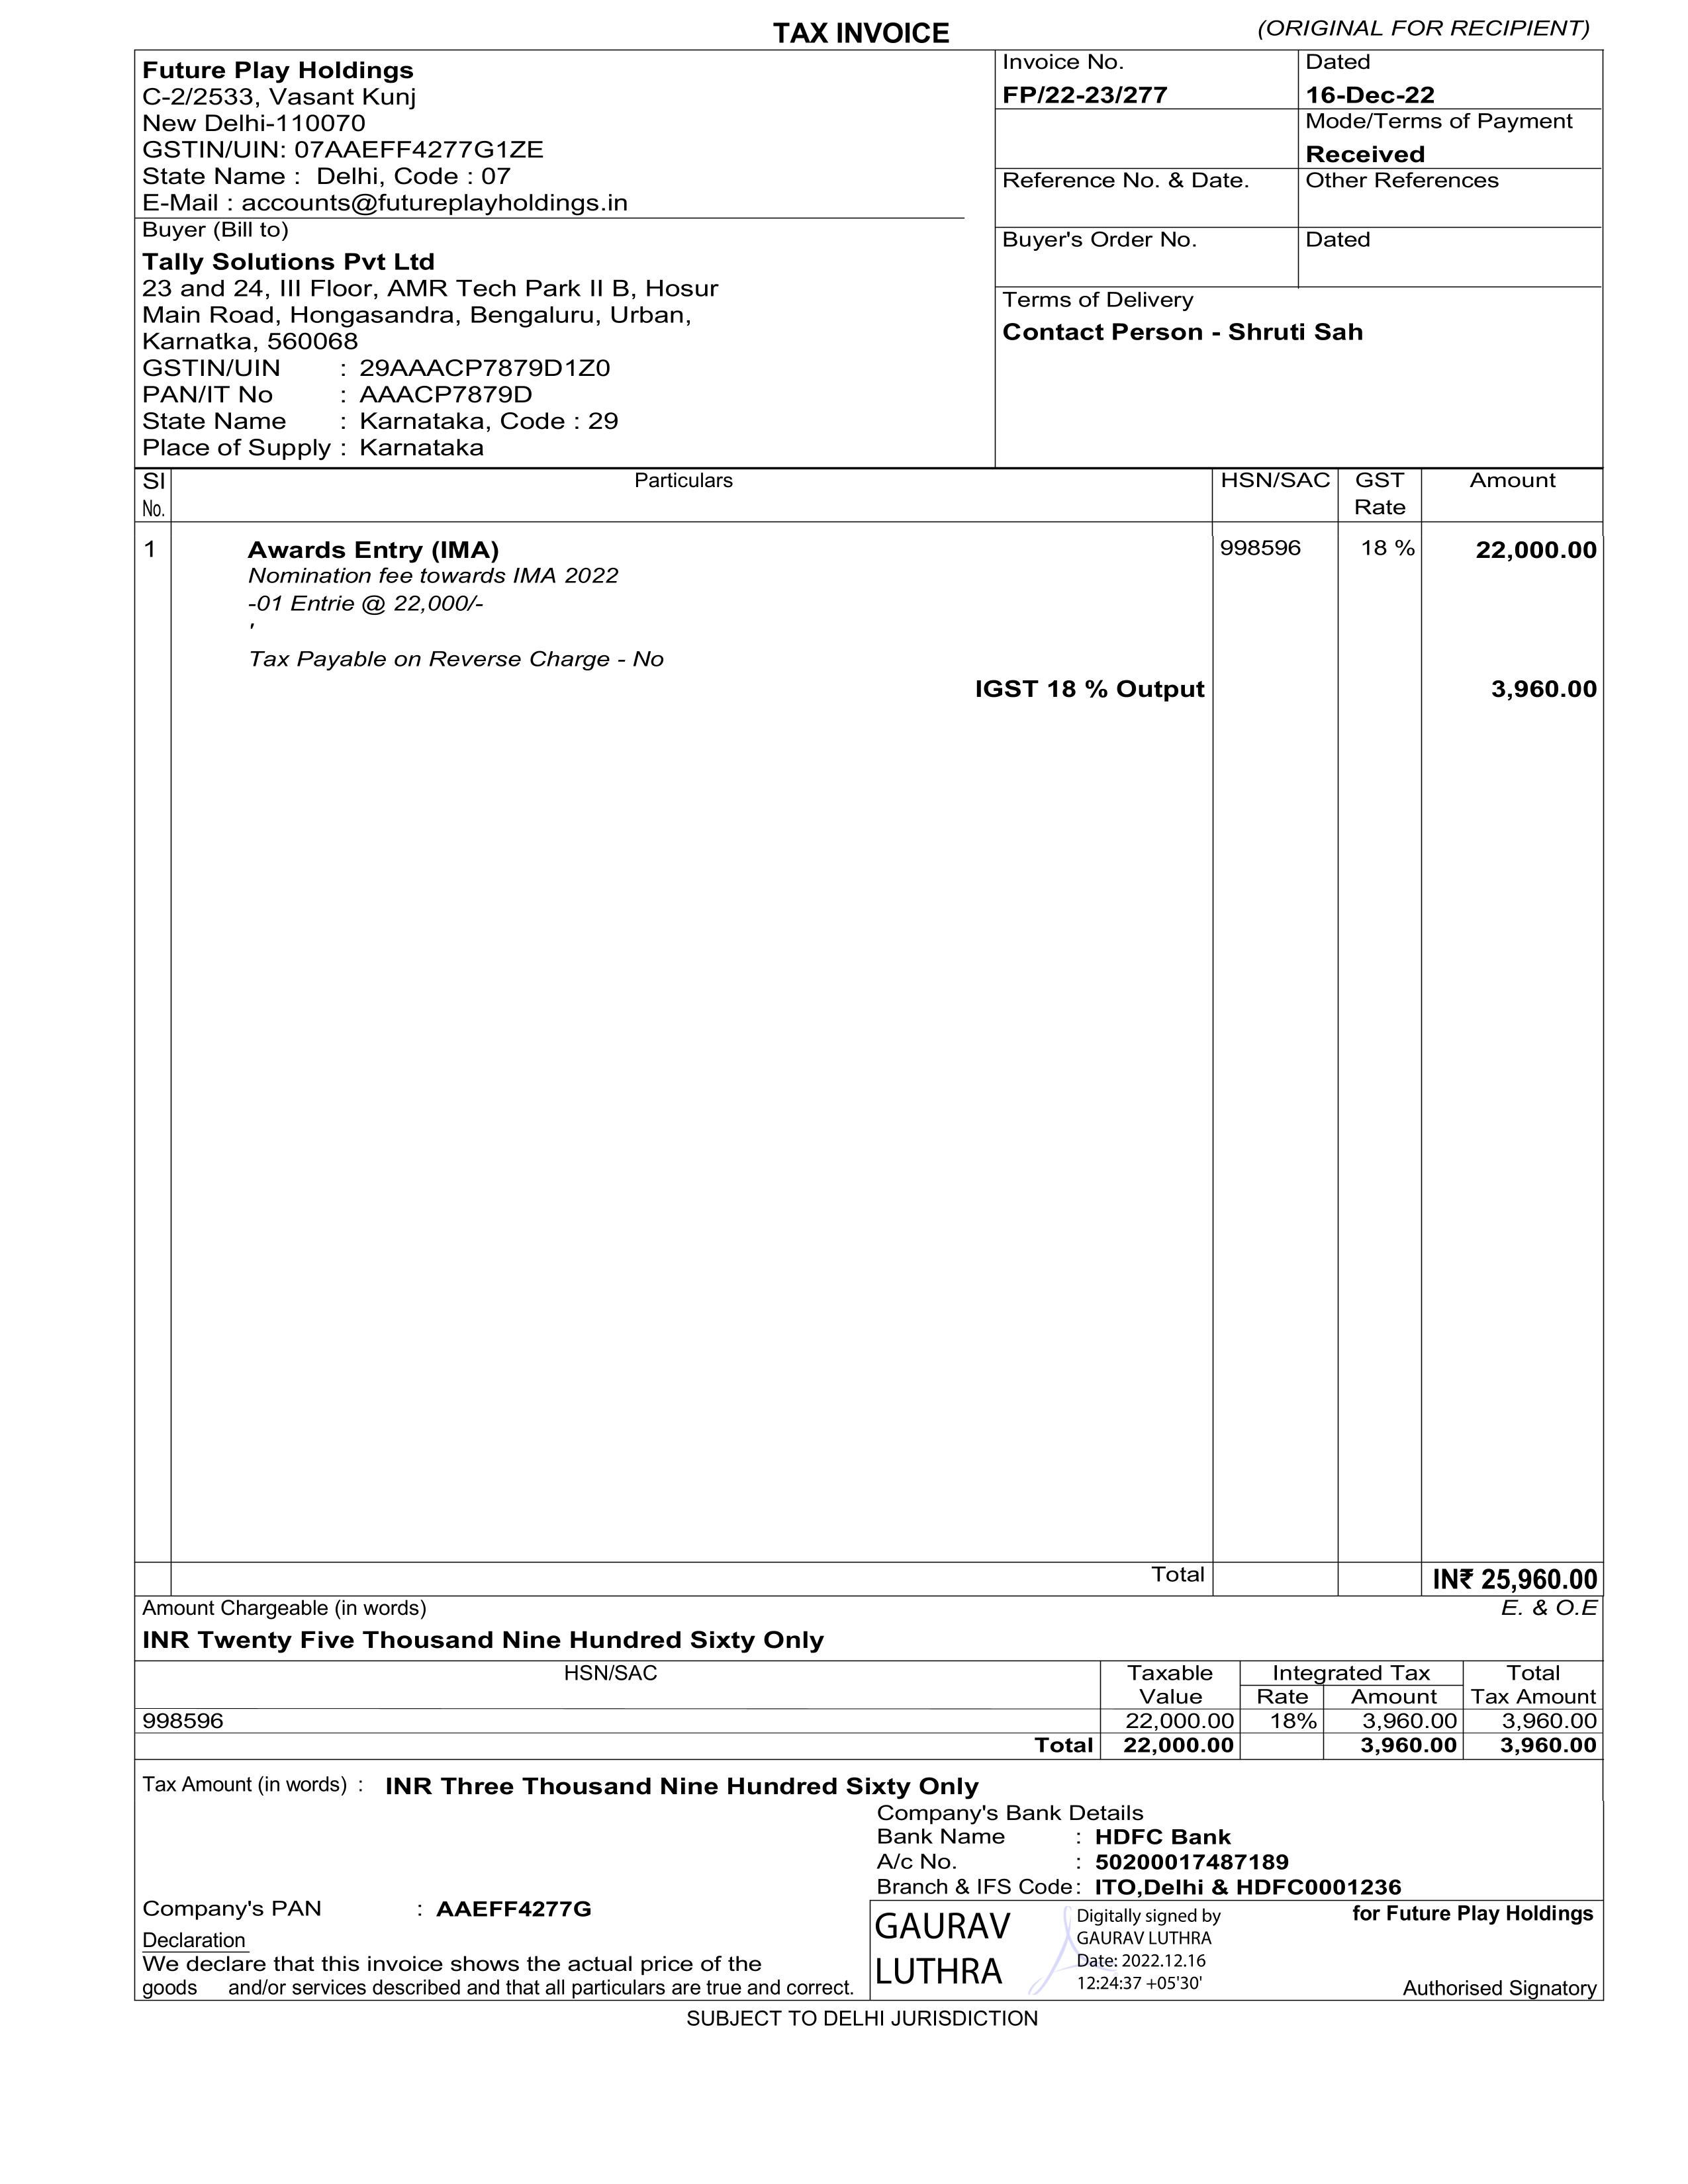 TAX INVOICE
(ORIGINAL FOR RECIPIENT)
Future Play Holdings
C-2/2533, Vasant Kunj
New Delhi-110070
GSTIN/UIN: 07AAEFF4277G1ZE
State Name : Delhi, Code : 07
E-Mail : accounts@futureplayholdings.in
Invoice No.
FP/22-23/277
Dated
16-Dec-22
Mode/Terms of Payment
Received
Reference No. & Date.
Other References
Buyer's Order No.
Dated
Terms of Delivery
Contact Person - Shruti Sah
Buyer (Bill to)
Tally Solutions Pvt Ltd
23 and 24, III Floor, AMR Tech Park II B, Hosur
Main Road, Hongasandra, Bengaluru, Urban,
Karnatka, 560068
GSTIN/UIN : 29AAACP7879D1Z0
PAN/IT No : AAACP7879D
State Name : Karnataka, Code : 29
Place of Supply : Karnataka
SI No. Particulars HSN/SAC GST Rate Amount
1 Awards Entry (IMA) 998596 18 % 22,000.00
Nomination fee towards IMA 2022
-01 Entrie @ 22,000/-
'
Tax Payable on Reverse Charge - No
IGST 18 % Output 3,960.00
Total IN₹ 25,960.00
Amount Chargeable (in words) E. & O.E
INR Twenty Five Thousand Nine Hundred Sixty Only
HSN/SAC Taxable Value Integrated Tax Rate Amount Total Tax Amount
998596 22,000.00 18% 3,960.00 3,960.00
Total 22,000.00 3,960.00 3,960.00
Tax Amount (in words) : INR Three Thousand Nine Hundred Sixty Only
Company's Bank Details
Bank Name : HDFC Bank
A/c No. : 50200017487189
Branch & IFS Code : ITO,Delhi & HDFC0001236
Company's PAN : AAEFF4277G
Declaration
We declare that this invoice shows the actual price of the
goods and/or services described and that all particulars are true and correct.
GAURAV
LUTHRA
Digitally signed by
GAURAV LUTHRA
Date: 2022.12.16
12:24:37 +05'30'
for Future Play Holdings
Authorised Signatory
SUBJECT TO DELHI JURISDICTION